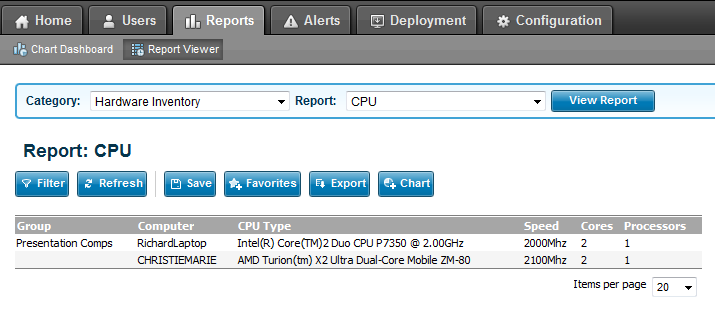 Home Users Reports Alerts Deployment Configuration
Chart Dashboard Report Viewer
Category: Hardware Inventory Report: CPU View Report
Report: CPU
Filter Refresh Save Favorites Export Chart
Group Computer CPU Type Speed Cores Processors
Presentation Comps RichardLaptop Intel(R) Core(TM)2 Duo CPU P7350 @ 2.00GHz 2000Mhz 2 1
CHRISTIEMARIE AMD Turion(tm) X2 Ultra Dual-Core Mobile ZM-80 2100Mhz 2 1
Items per page 20